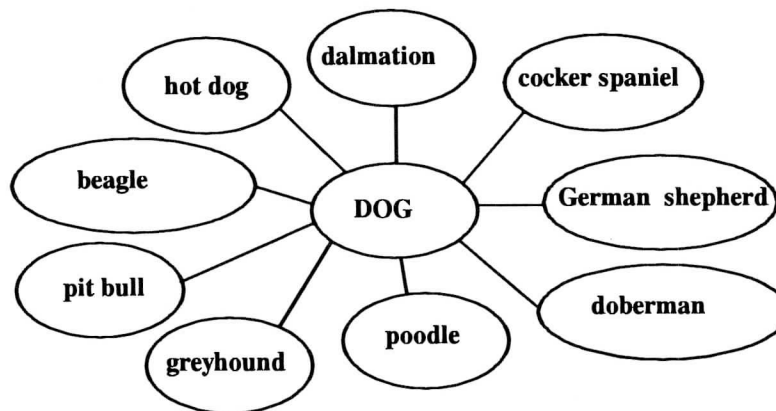 dalmation
hot dog
cocker spaniel
beagle
DOG
German shepherd
pit bull
doberman
greyhound
poodle